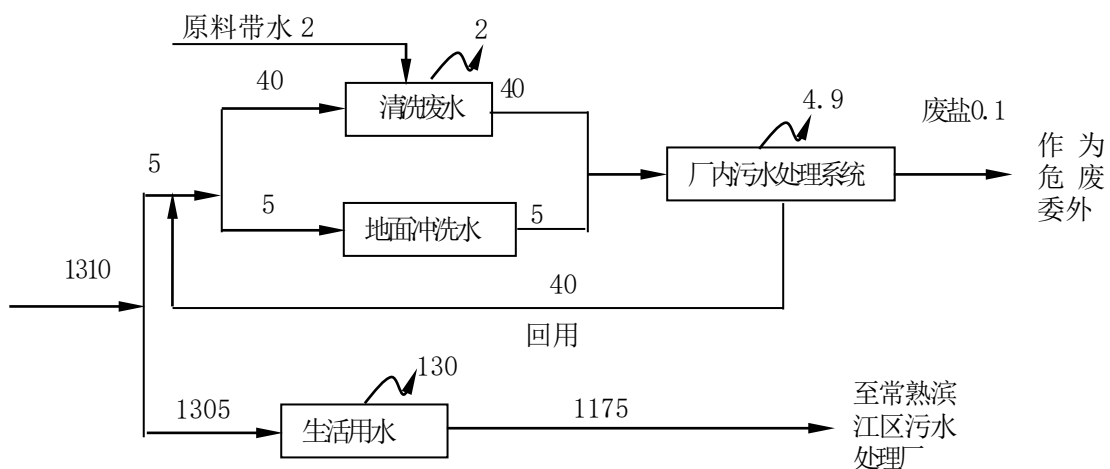 原料带水 2
2
40
清洗废水
40
4.9
废盐0.1
5
厂内污水处理系统
作 为
危 废
委外
5
地面冲洗水
5
1310
40
回用
130
1305
生活用水
1175
至常熟滨
江区污水
处理厂